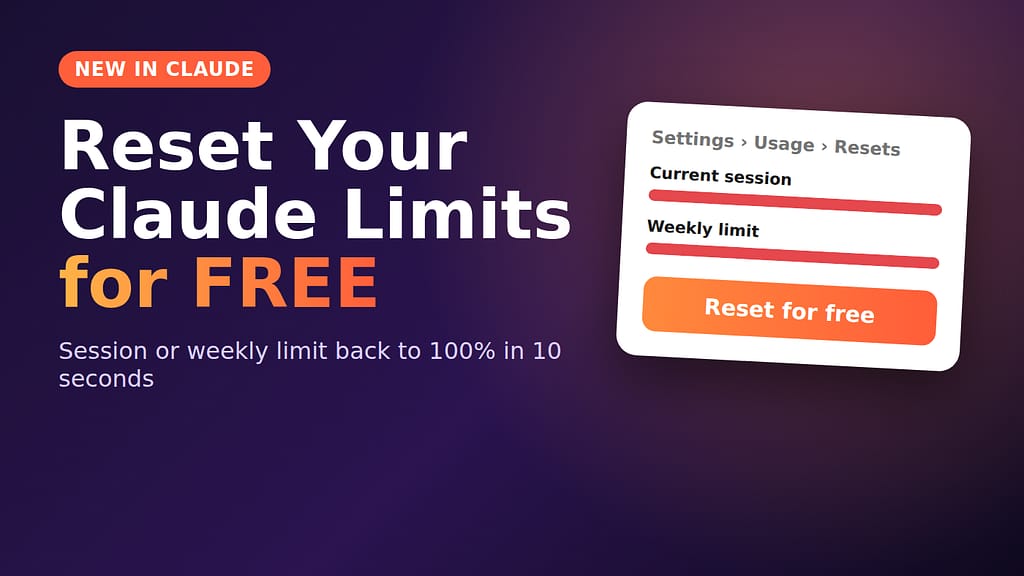 NEW IN CLAUDE
Reset Your
Claude Limits
for FREE
Session or weekly limit back to 100% in 10
seconds
Settings › Usage › Resets
Current session
Weekly limit
Reset for free